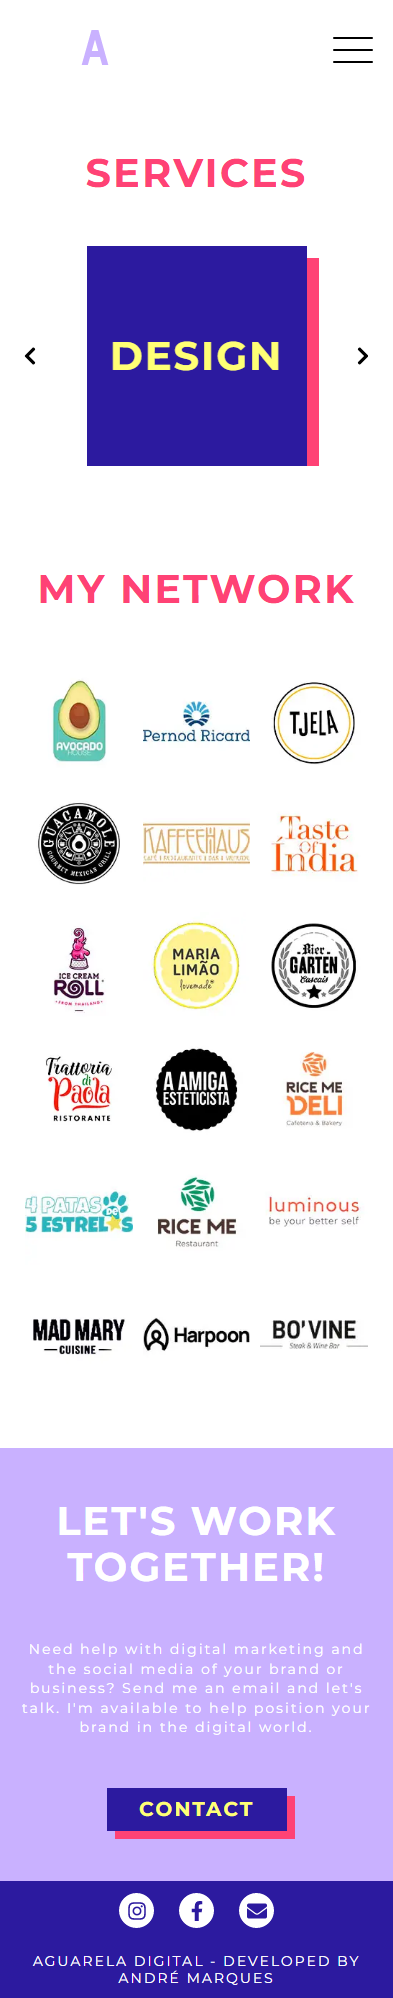 A
SERVICES
DESIGN
MY NETWORK
AVOCADO
HOUSE
Pernod Ricard
TJELA
GUACAMOLE
GOURMET MEXICAN GRILL
KAFFEEHAUS
CAFÉ | RESTAURANTE | BAR & WEINBOX
Taste
of
India
ICE CREAM
ROLL
FROM THAILAND
MARIA
LIMÃO
lovemade
Bier
GARTEN
Cascais
Trattoria
di
Paola
RISTORANTE
A AMIGA
ESTETICISTA
RICE ME
DELI
Cafeteria & Bakery
4 PATAS
DE
5 ESTRELAS
RICE ME
Restaurant
luminous
be your better self
MAD MARY
CUISINE
Harpoon
BO'VINE
Steak & Wine Bar
LET'S WORK
TOGETHER!
Need help with digital marketing and
the social media of your brand or
business? Send me an email and let's
talk. I'm available to help position your
brand in the digital world.
CONTACT
AGUARELA DIGITAL - DEVELOPED BY
ANDRÉ MARQUES